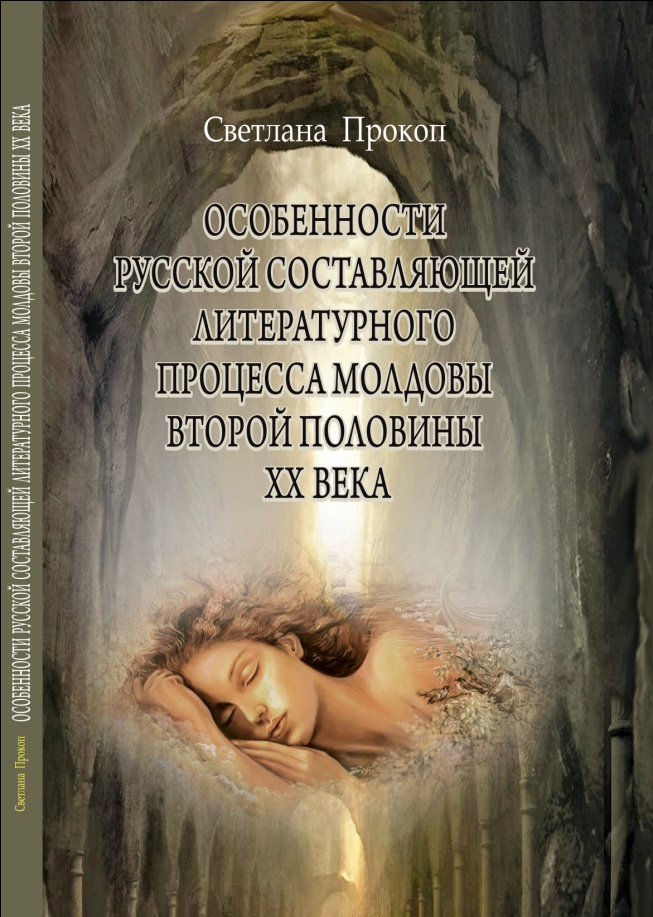 Светлана Прокоп
ОСОБЕННОСТИ
РУССКОЙ СОСТАВЛЯЮЩЕЙ
ЛИТЕРАТУРНОГО
ПРОЦЕССА МОЛДОВЫ
ВТОРОЙ ПОЛОВИНЫ
XX ВЕКА
Светлана Прокоп ОСОБЕННОСТИ РУССКОЙ СОСТАВЛЯЮЩЕЙ ЛИТЕРАТУРНОГО ПРОЦЕССА МОЛДОВЫ ВТОРОЙ ПОЛОВИНЫ XX ВЕКА